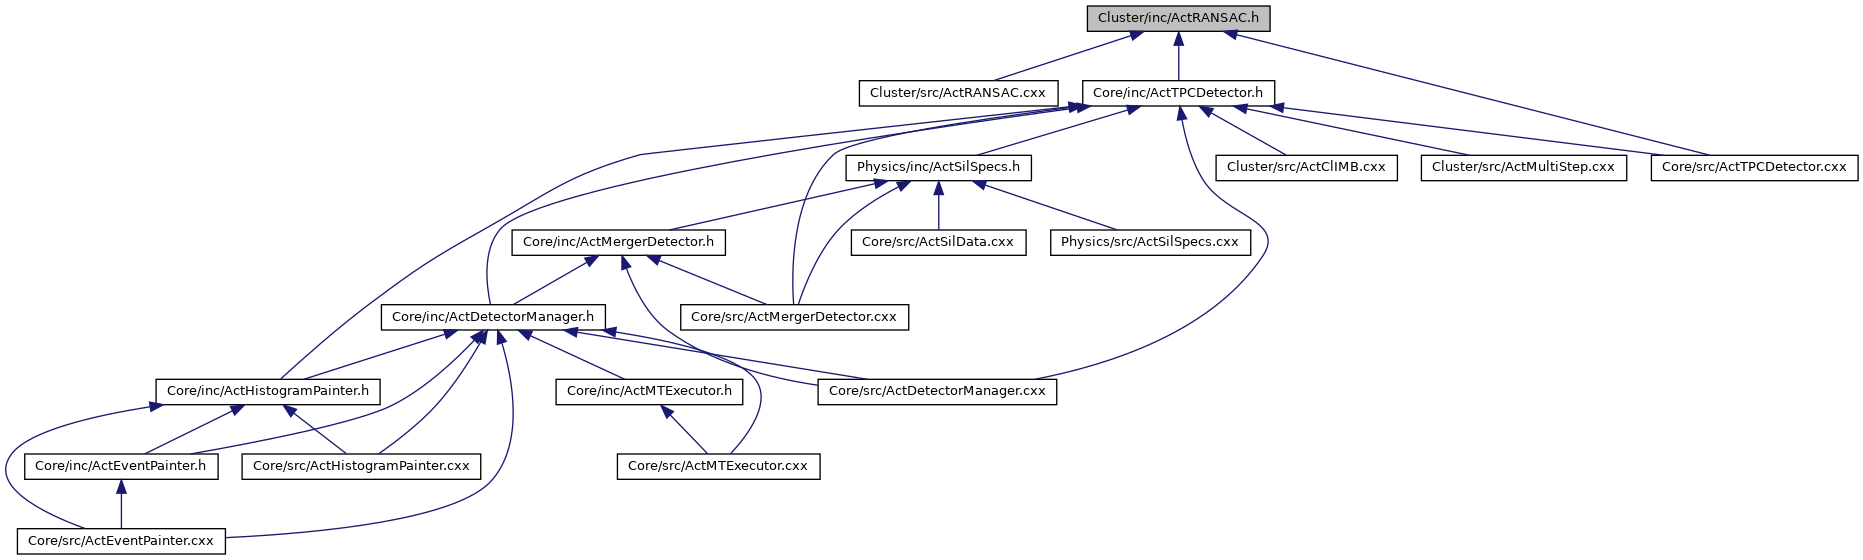 Cluster/inc/ActRANSAC.h
Cluster/src/ActRANSAC.cxx
Core/inc/ActTPCDetector.h
Physics/inc/ActSilSpecs.h
Cluster/src/ActClIMB.cxx
Cluster/src/ActMultiStep.cxx
Core/src/ActTPCDetector.cxx
Core/inc/ActMergerDetector.h
Core/src/ActSilData.cxx
Physics/src/ActSilSpecs.cxx
Core/inc/ActDetectorManager.h
Core/src/ActMergerDetector.cxx
Core/inc/ActHistogramPainter.h
Core/inc/ActMTExecutor.h
Core/src/ActDetectorManager.cxx
Core/inc/ActEventPainter.h
Core/src/ActHistogramPainter.cxx
Core/src/ActMTExecutor.cxx
Core/src/ActEventPainter.cxx